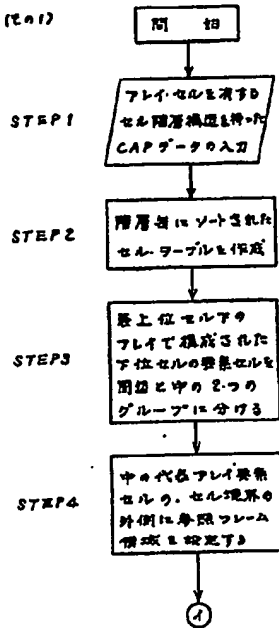 (その1)
開始
STEP1
アレイ・セルを有する
セル階層構造を持った
CAPデータの入力
STEP2
階層毎にソートされた
セル・テーブルを作成
STEP3
最上位セル下の
アレイで構成された
下位セルの要素セルを
周辺と中の2つの
グループに分ける
STEP4
中の代表アレイ要素
セルの、セル境界の
外側に参照フレーム
領域を設定する
イ